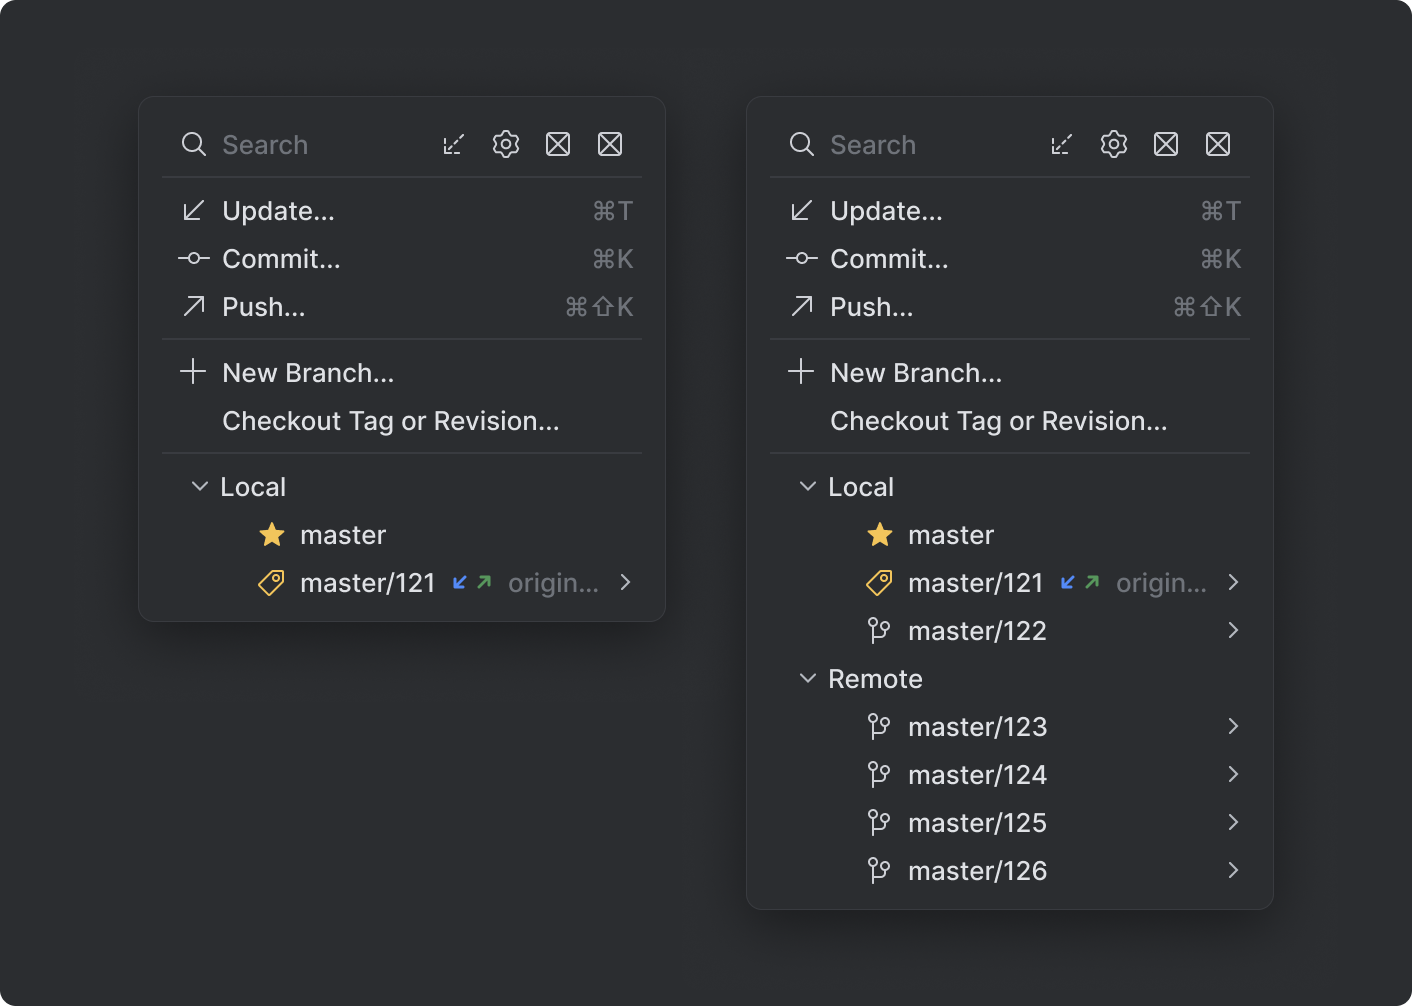 Search
Update... ⌘T
Commit... ⌘K
Push... ⌘⇧K
New Branch...
Checkout Tag or Revision...
Local
master
master/121 origin...
Search
Update... ⌘T
Commit... ⌘K
Push... ⌘⇧K
New Branch...
Checkout Tag or Revision...
Local
master
master/121 origin...
master/122
Remote
master/123
master/124
master/125
master/126